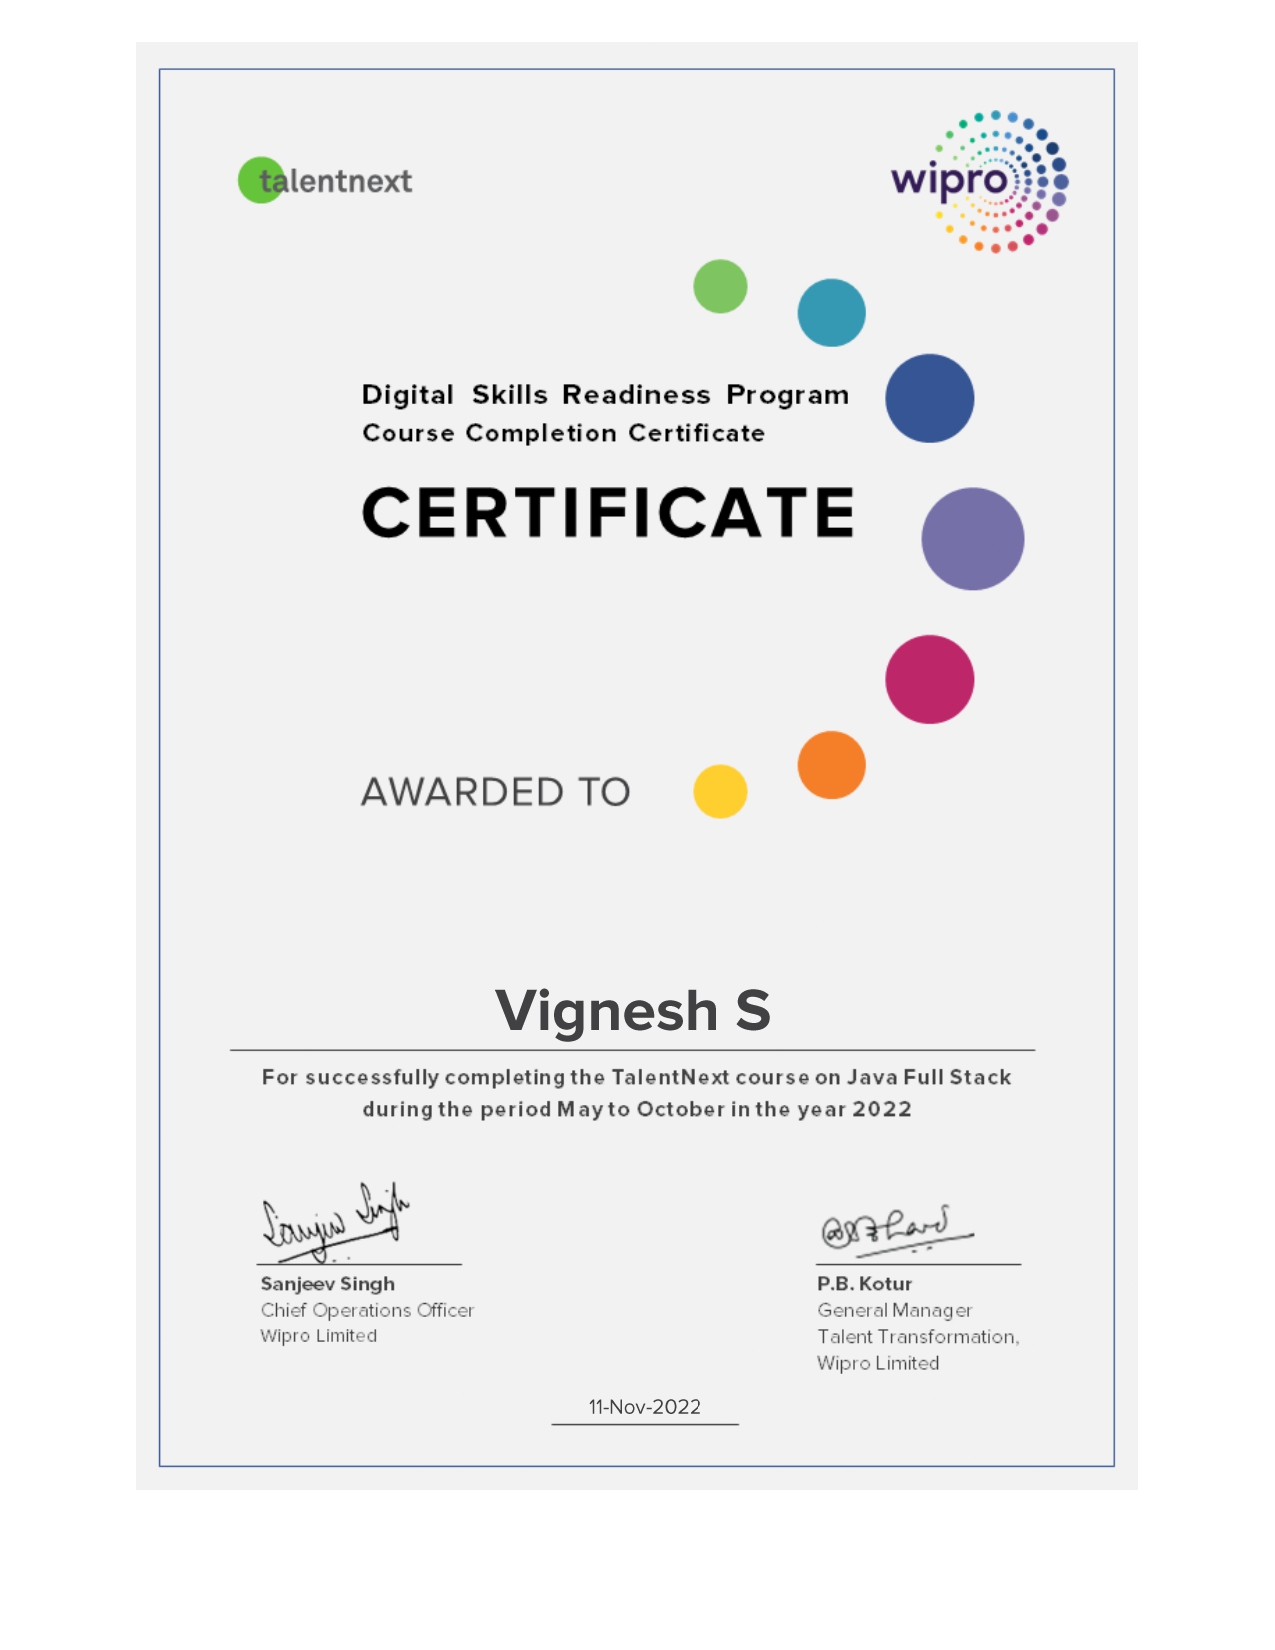 talentnext
wipro
Digital Skills Readiness Program
Course Completion Certificate
CERTIFICATE
AWARDED TO
Vignesh S
For successfully completing the TalentNext course on Java Full Stack
during the period May to October in the year 2022
Sanjeev Singh
Sanjeev Singh
Chief Operations Officer
Wipro Limited
P.B. Kotur
General Manager
Talent Transformation,
Wipro Limited
11-Nov-2022